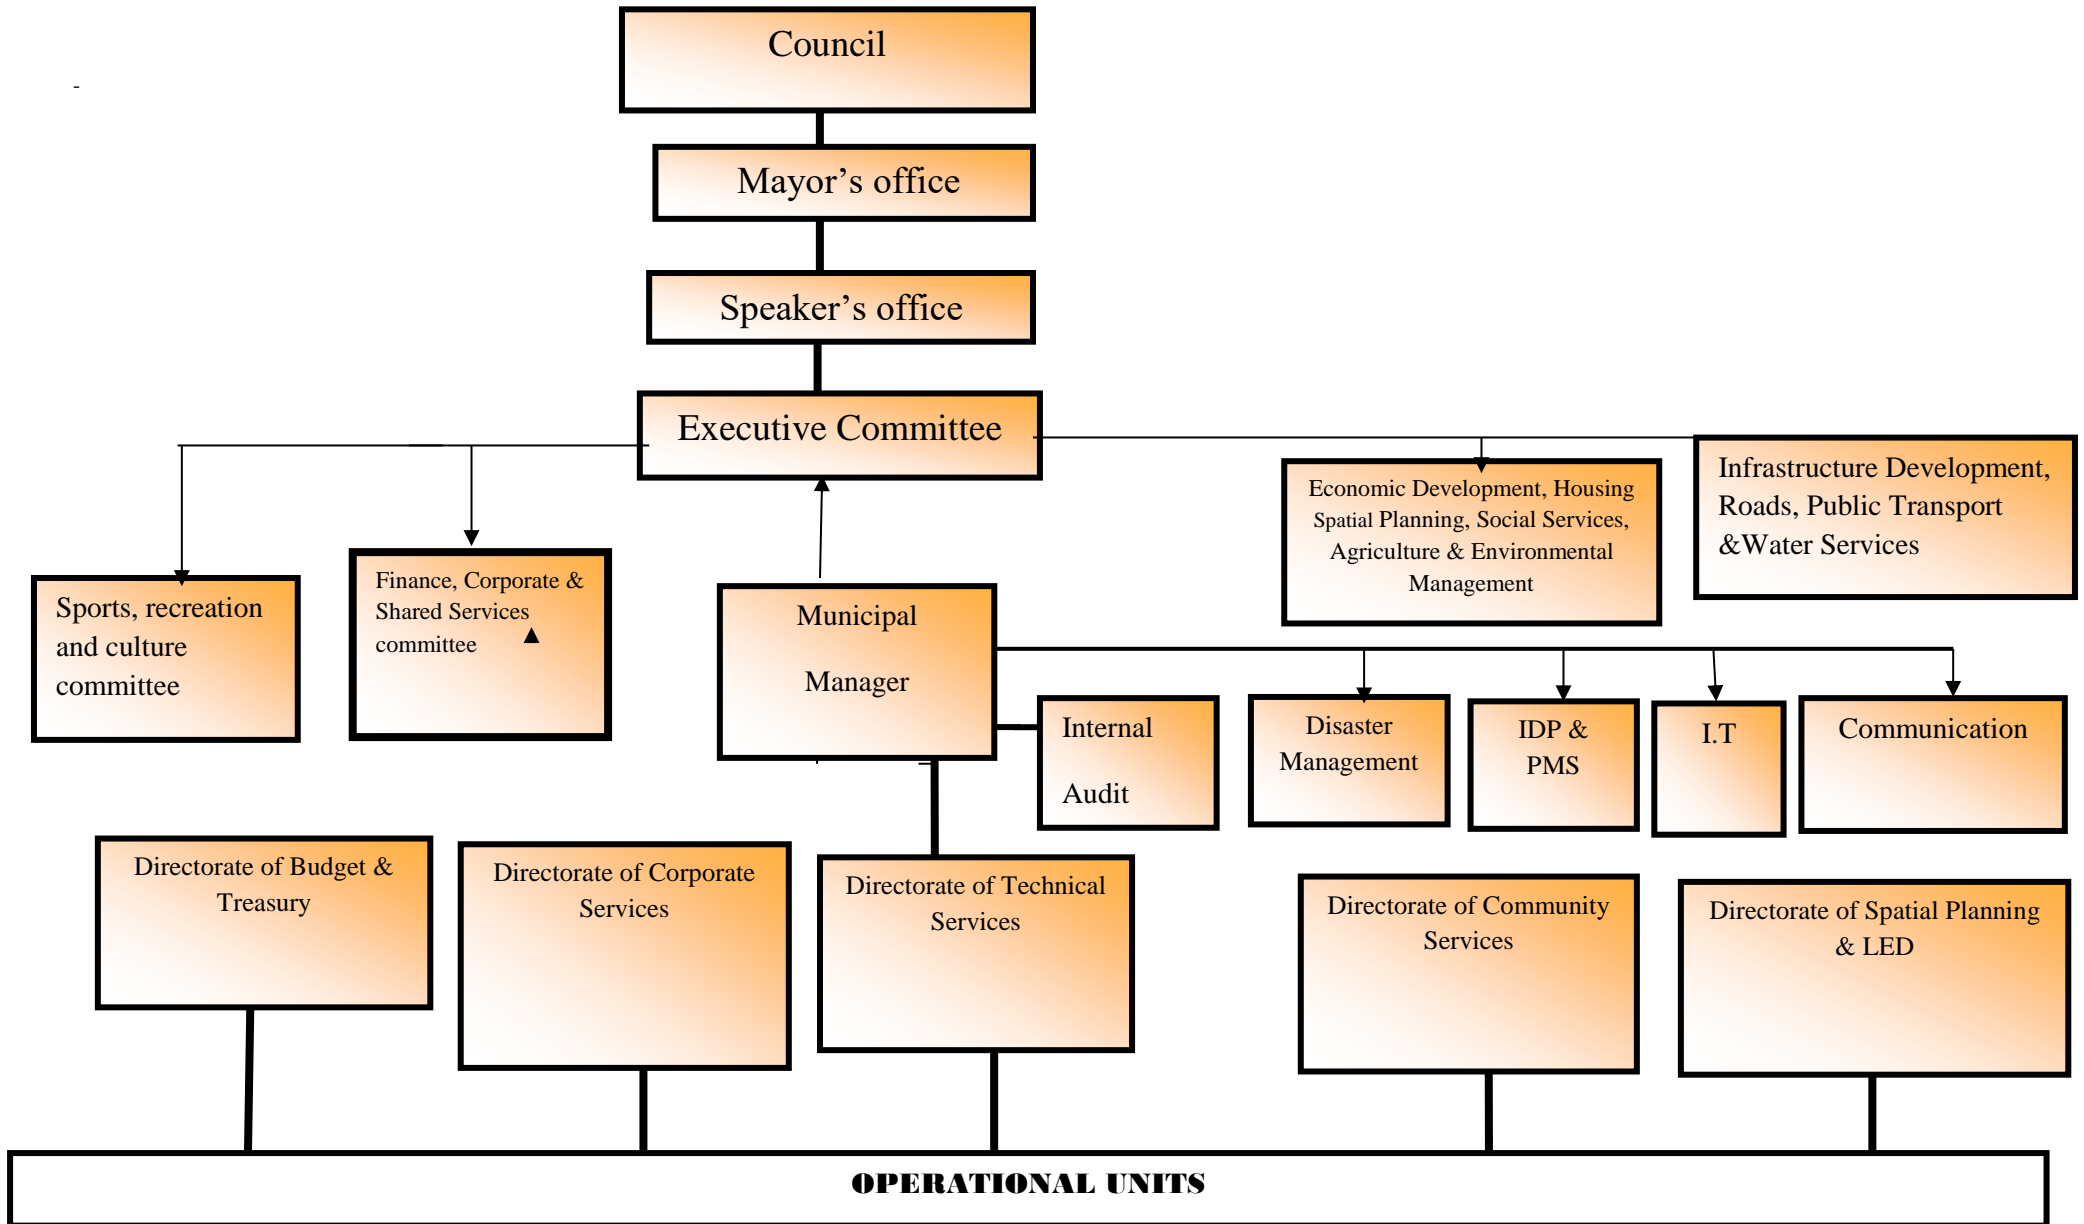 Council
-
Mayor’s office
Speaker’s office
Executive Committee
Sports, recreation
and culture
committee
Finance, Corporate &
Shared Services
committee
Economic Development, Housing
Spatial Planning, Social Services,
Agriculture & Environmental
Management
Infrastructure Development,
Roads, Public Transport
&Water Services
Municipal
Manager
Internal
Audit
Disaster
Management
IDP &
PMS
I.T
Communication
Directorate of Budget &
Treasury
Directorate of Corporate
Services
Directorate of Technical
Services
Directorate of Community
Services
Directorate of Spatial Planning
& LED
OPERATIONAL UNITS